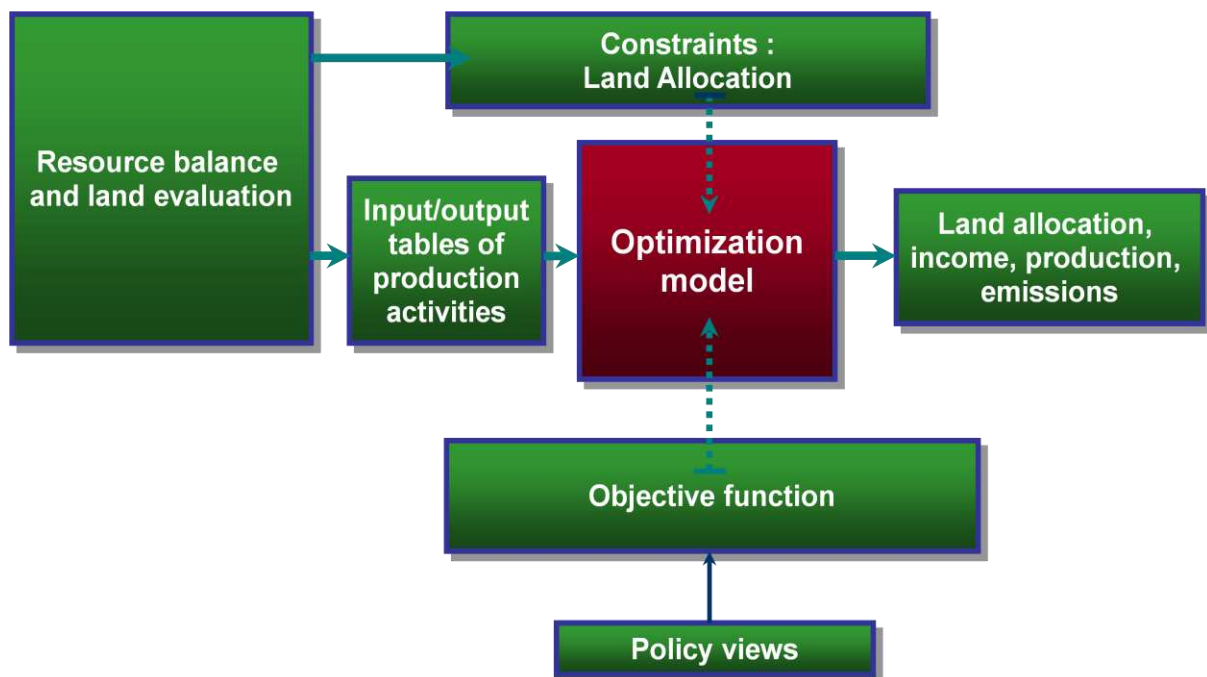 Constraints :
Land Allocation
Resource balance
and land evaluation
Input/output
tables of
production
activities
Optimization
model
Land allocation,
income, production,
emissions
Objective function
Policy views